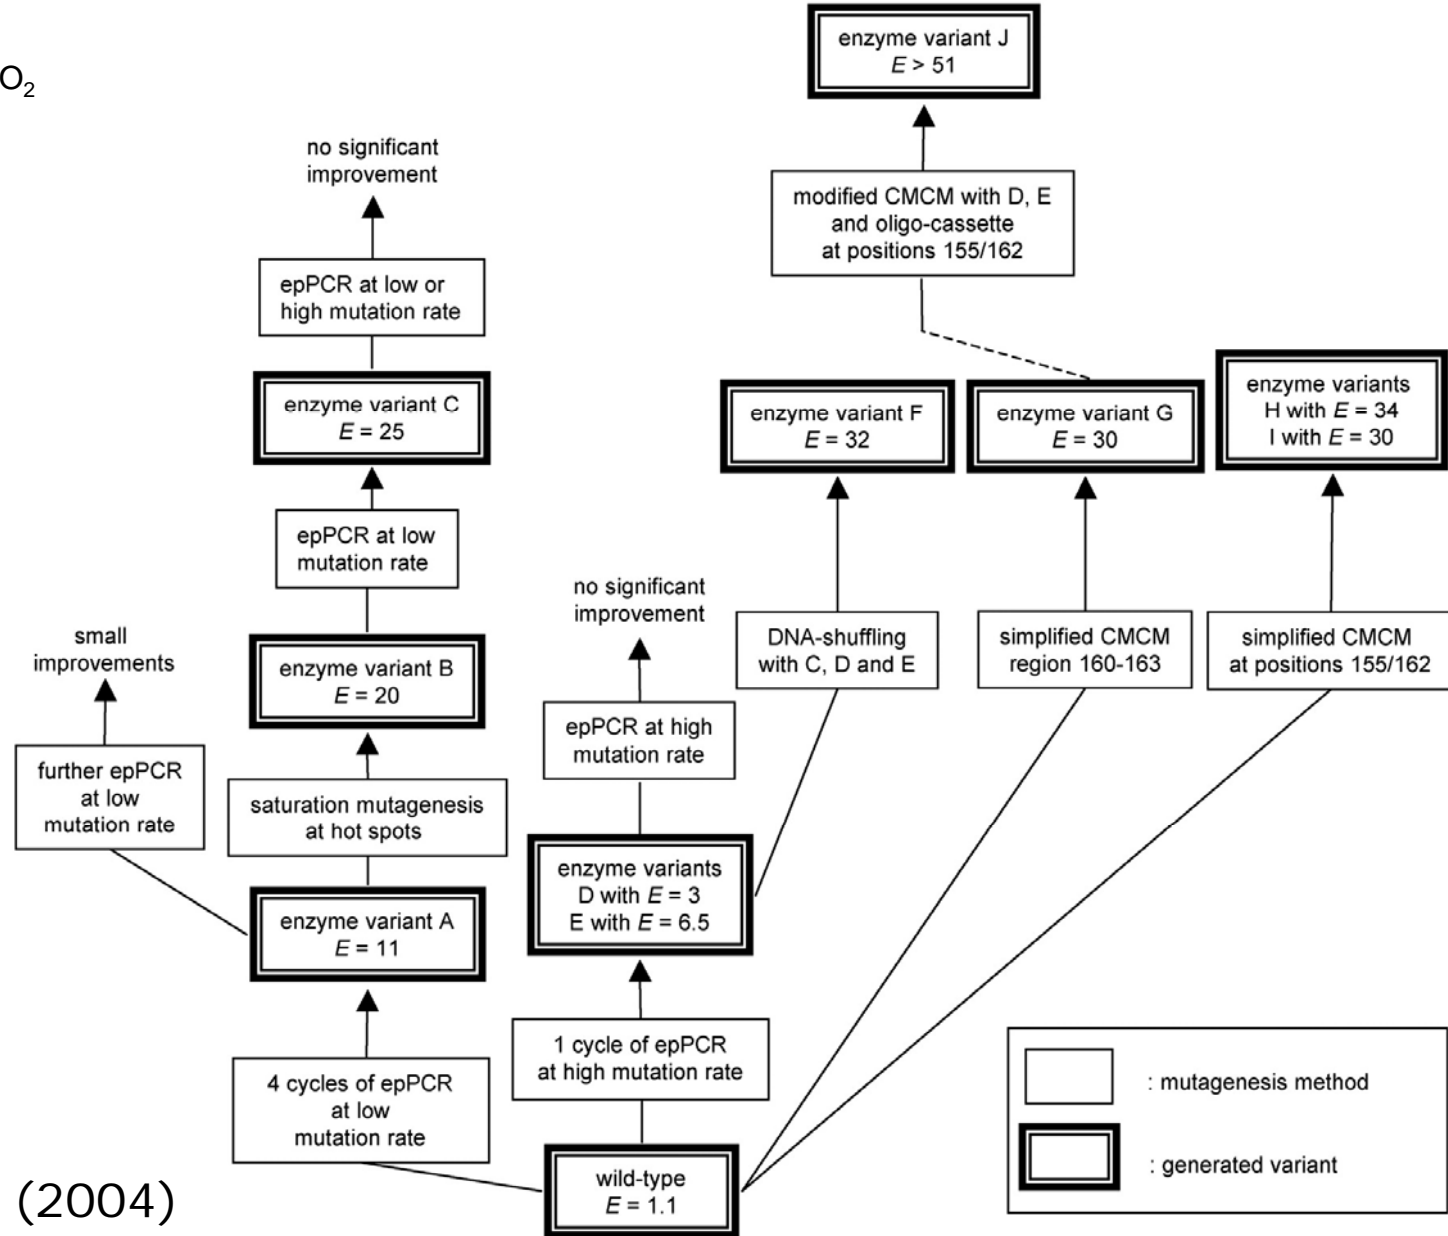 enzyme variant J
E > 51
O₂
no significant
improvement
modified CMCM with D, E
and oligo-cassette
at positions 155/162
epPCR at low or
high mutation rate
enzyme variant C
E = 25
enzyme variant F
E = 32
enzyme variant G
E = 30
enzyme variants
H with E = 34
I with E = 30
epPCR at low
mutation rate
no significant
improvement
small
improvements
enzyme variant B
E = 20
DNA-shuffling
with C, D and E
simplified CMCM
region 160-163
simplified CMCM
at positions 155/162
epPCR at high
mutation rate
further epPCR
at low
mutation rate
saturation mutagenesis
at hot spots
enzyme variants
D with E = 3
E with E = 6.5
enzyme variant A
E = 11
1 cycle of epPCR
at high mutation rate
4 cycles of epPCR
at low
mutation rate
wild-type
E = 1.1
: mutagenesis method
: generated variant
(2004)